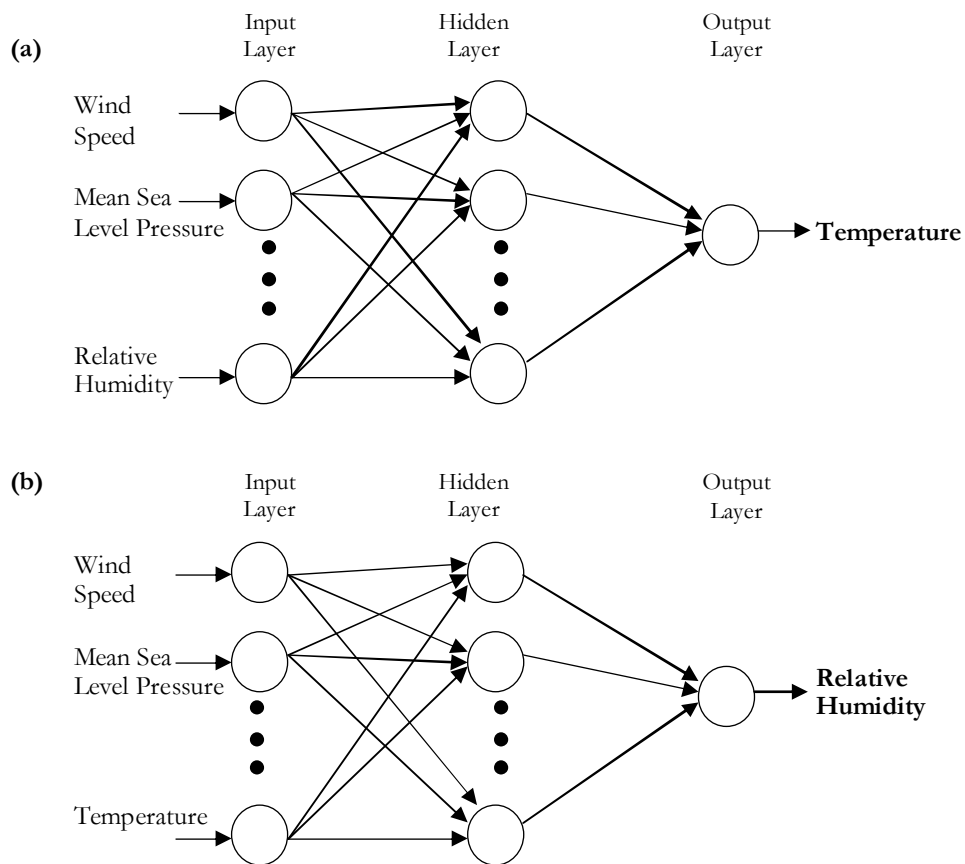 (a)
Input
Layer
Hidden
Layer
Output
Layer
Wind
Speed
Mean Sea
Level Pressure
Relative
Humidity
Temperature
(b)
Input
Layer
Hidden
Layer
Output
Layer
Wind
Speed
Mean Sea
Level Pressure
Temperature
Relative
Humidity